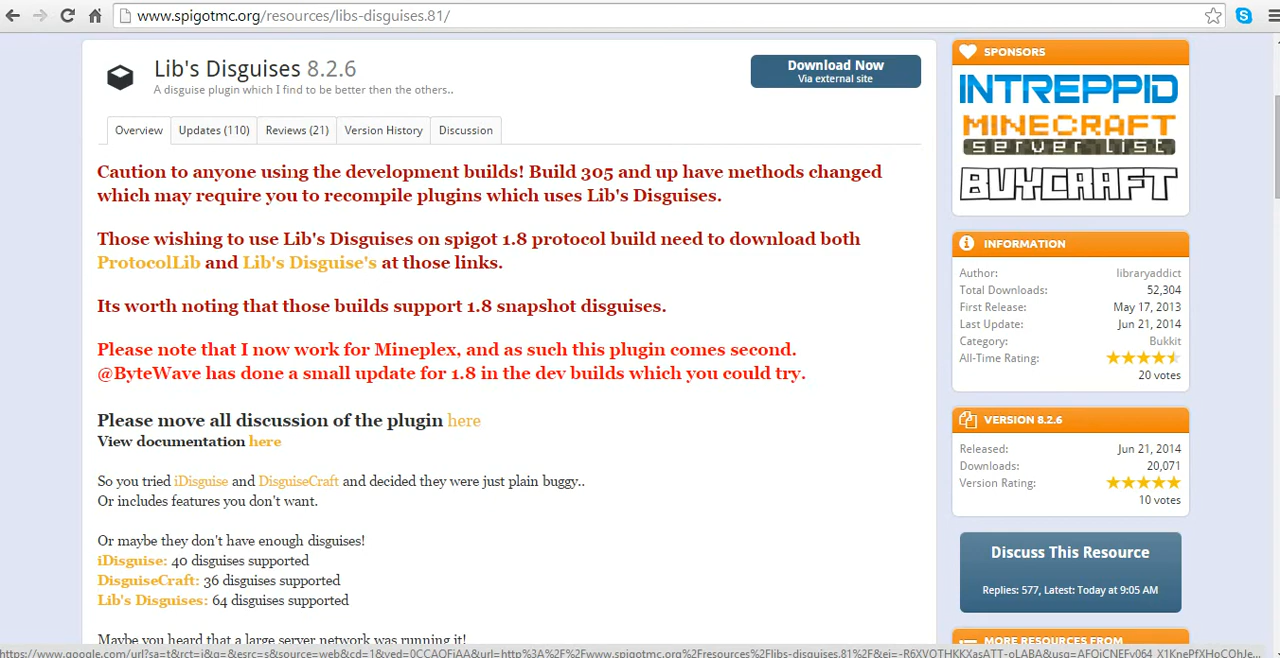 www.spigotmc.org/resources/libs-disguises.81/
Lib's Disguises 8.2.6
A disguise plugin which I find to be better then the others..
Download Now
Via external site
Overview
Updates (110)
Reviews (21)
Version History
Discussion
Caution to anyone using the development builds! Build 305 and up have methods changed
which may require you to recompile plugins which uses Lib's Disguises.
Those wishing to use Lib's Disguises on spigot 1.8 protocol build need to download both
ProtocolLib and Lib's Disguise's at those links.
Its worth noting that those builds support 1.8 snapshot disguises.
Please note that I now work for Mineplex, and as such this plugin comes second.
@ByteWave has done a small update for 1.8 in the dev builds which you could try.
Please move all discussion of the plugin here
View documentation here
So you tried iDisguise and DisguiseCraft and decided they were just plain buggy..
Or includes features you don't want.
Or maybe they don't have enough disguises!
iDisguise: 40 disguises supported
DisguiseCraft: 36 disguises supported
Lib's Disguises: 64 disguises supported
Maybe you heard that a large server network was running it!
SPONSORS
INTREPPID
MINECRAFT
server list
BUYCRAFT
INFORMATION
Author: libraryaddict
Total Downloads: 52,304
First Release: May 17, 2013
Last Update: Jun 21, 2014
Category: Bukkit
All-Time Rating:
20 votes
VERSION 8.2.6
Released: Jun 21, 2014
Downloads: 20,071
Version Rating:
10 votes
Discuss This Resource
Replies: 577, Latest: Today at 9:05 AM
MORE RESOURCES FROM